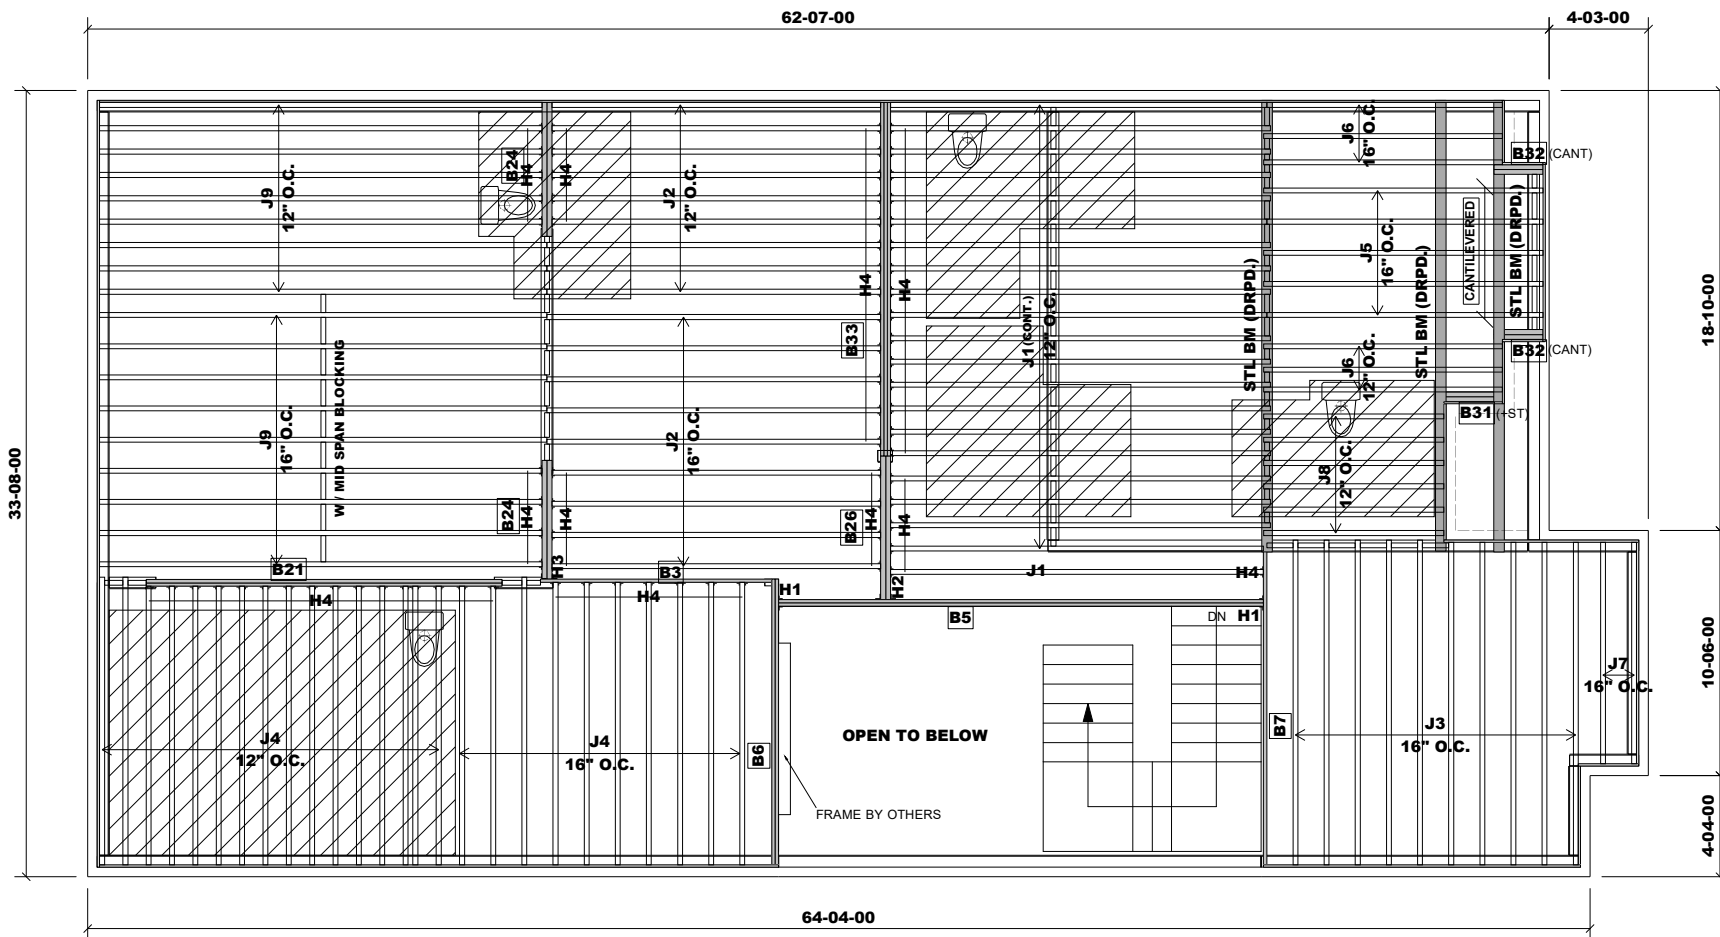 62-07-00
4-03-00
33-08-00
J9
12" O.C.
B24
H4
H4
J2
12" O.C.
H4
H4
J1 (CONT.)
12" O.C.
STL BM (DRPD.)
J6
16" O.C.
J5
16" O.C.
STL BM (DRPD.)
CANTILEVERED
STL BM (DRPD.)
B32 (CANT)
B32 (CANT)
18-10-00
J9
16" O.C.
W/ MID SPAN BLOCKING
B24
H4
H4
H3
J2
16" O.C.
B33
B26
H4
H4
J6
12" O.C.
J8
12" O.C.
B31 (+ST)
B21
H4
B3
H4
H1
H2
J1
H4
B5
DN
H1
J4
12" O.C.
J4
16" O.C.
B6
OPEN TO BELOW
FRAME BY OTHERS
B7
J3
16" O.C.
J7
16" O.C.
10-06-00
4-04-00
64-04-00